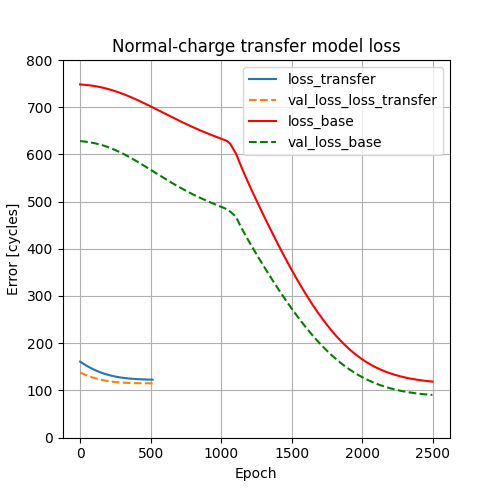 Normal-charge transfer model loss
loss_transfer
val_loss_loss_transfer
loss_base
val_loss_base
Error [cycles]
800
700
600
500
400
300
200
100
0
0 500 1000 1500 2000 2500
Epoch